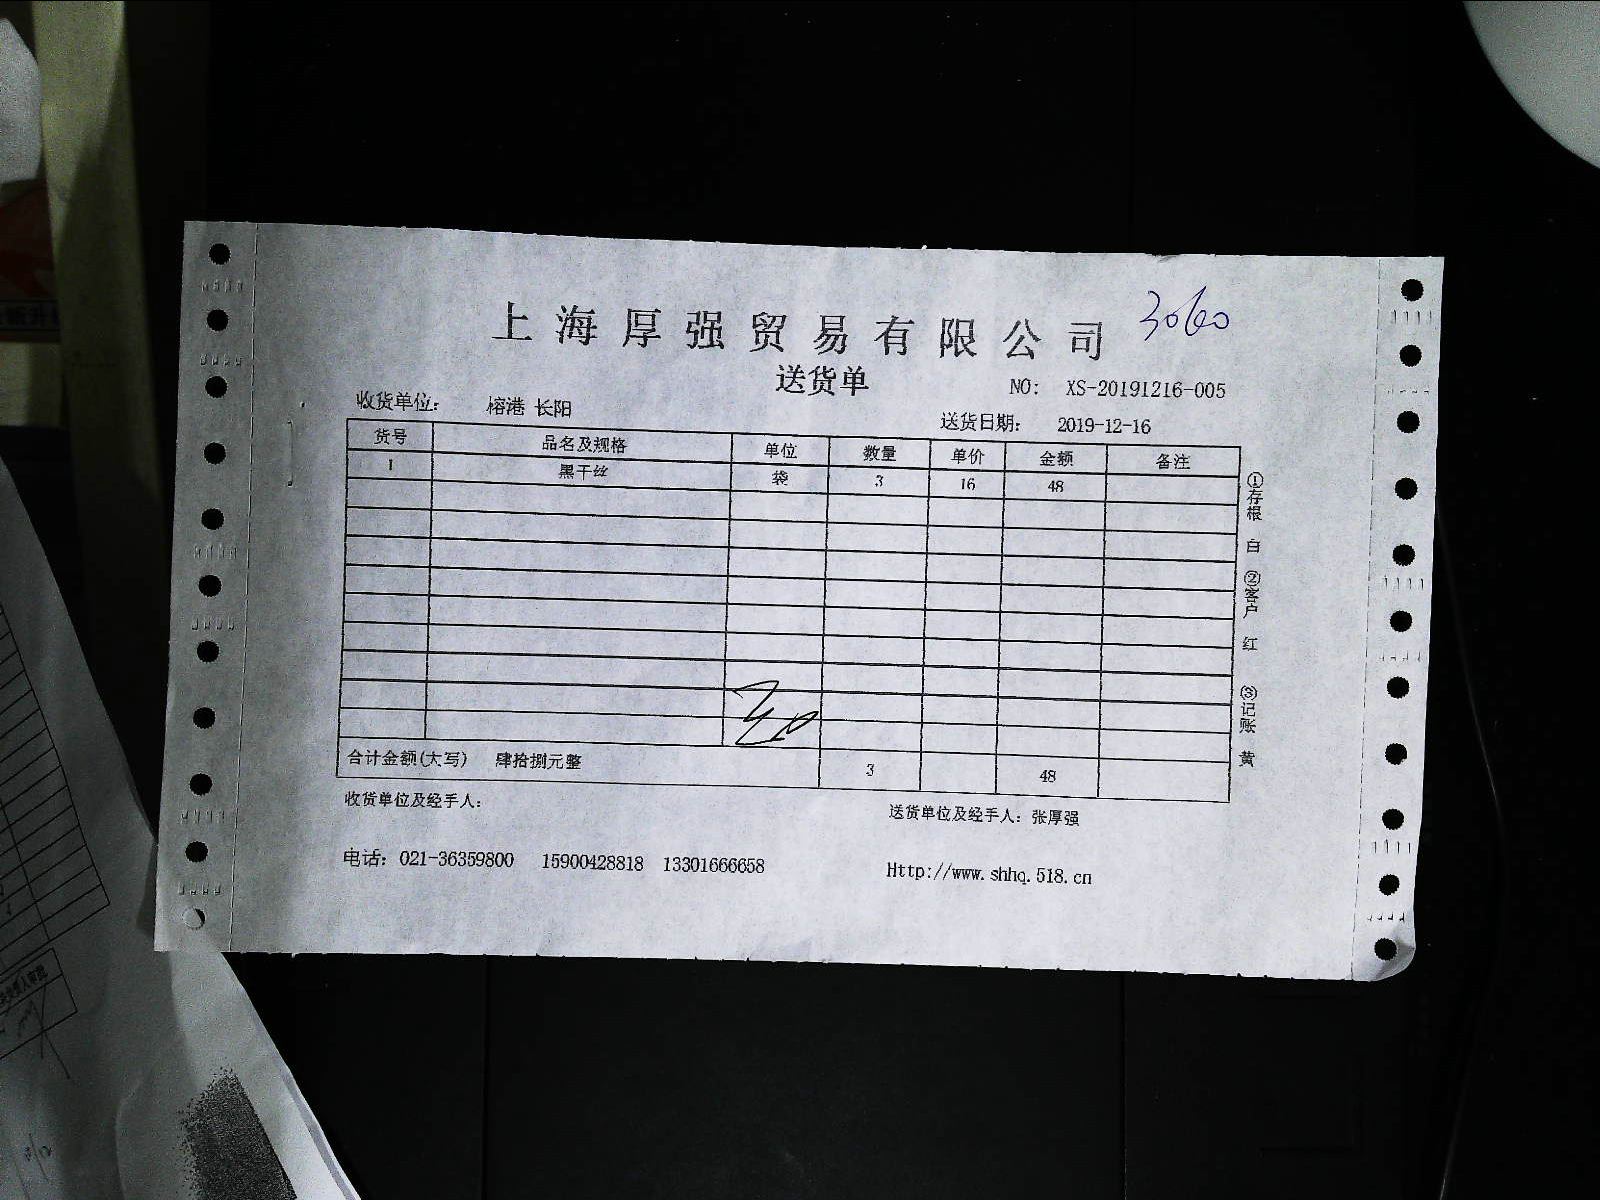 上海厚强贸易有限公司 3060
送货单
NO: XS-20191216-005
收货单位: 榕港 长阳
送货日期: 2019-12-16
货号 品名及规格 单位 数量 单价 金额 备注
1 黑干丝 袋 3 16 48
合计金额(大写) 肆拾捌元整 3 48
收货单位及经手人:
送货单位及经手人: 张厚强
电话: 021-36359800 15900428818 13301666658
Http://www.shhq.518.cn
①存根 白 ②客户 红 ③记账 黄